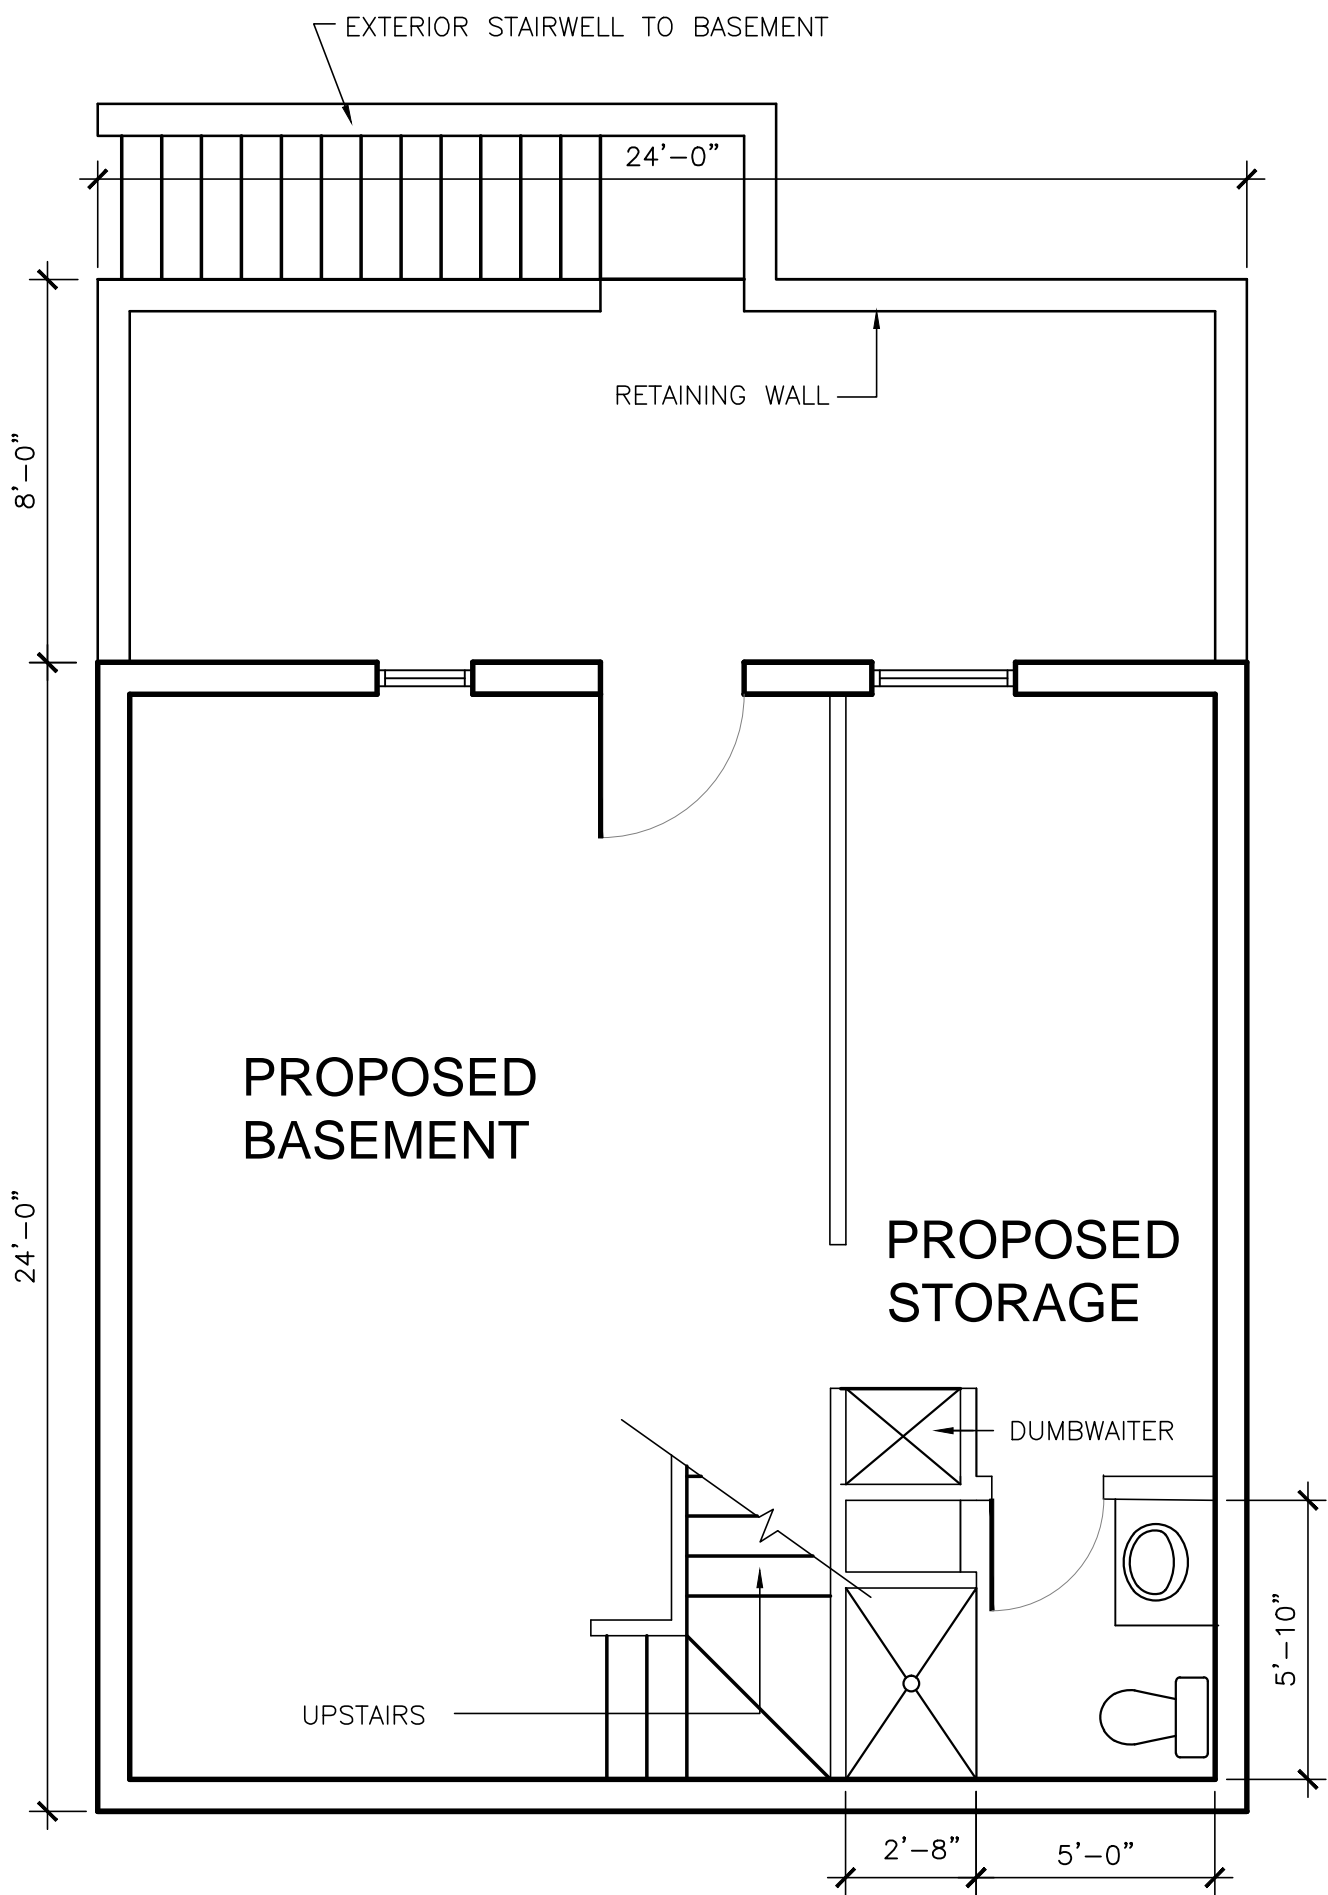 EXTERIOR STAIRWELL TO BASEMENT
24'-0"
RETAINING WALL
8'-0"
PROPOSED
BASEMENT
24'-0"
PROPOSED
STORAGE
DUMBWAITER
5'-10"
UPSTAIRS
2'-8"
5'-0"